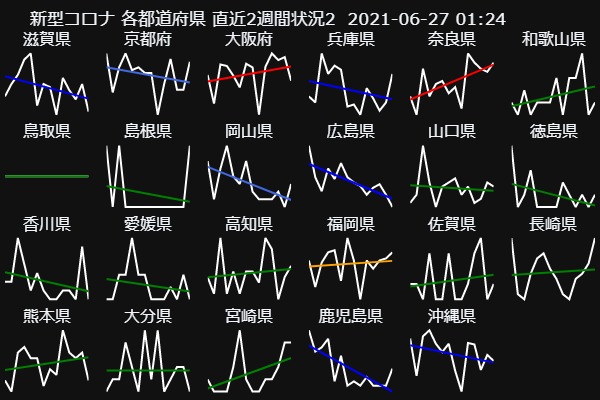 新型コロナ 各都道府県 直近2週間状況2 2021-06-27 01:24
滋賀県 京都府 大阪府 兵庫県 奈良県 和歌山県
鳥取県 島根県 岡山県 広島県 山口県 徳島県
香川県 愛媛県 高知県 福岡県 佐賀県 長崎県
熊本県 大分県 宮崎県 鹿児島県 沖縄県